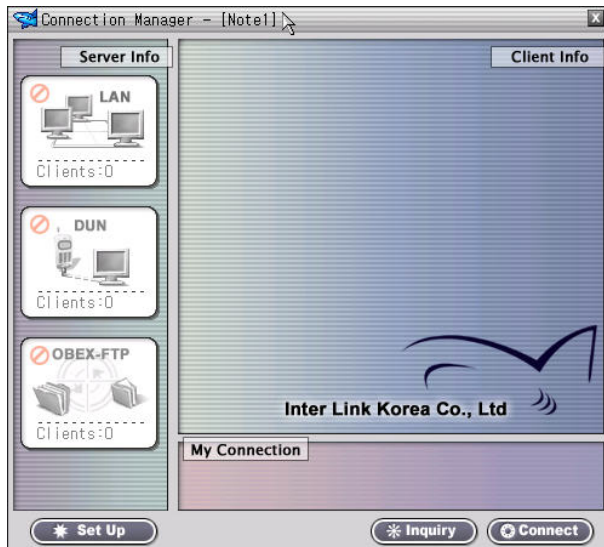 Connection Manager - [Note1]
Server Info
LAN
Clients:0
DUN
Clients:0
OBEX-FTP
Clients:0
Client Info
Inter Link Korea Co., Ltd
My Connection
Set Up
Inquiry
Connect